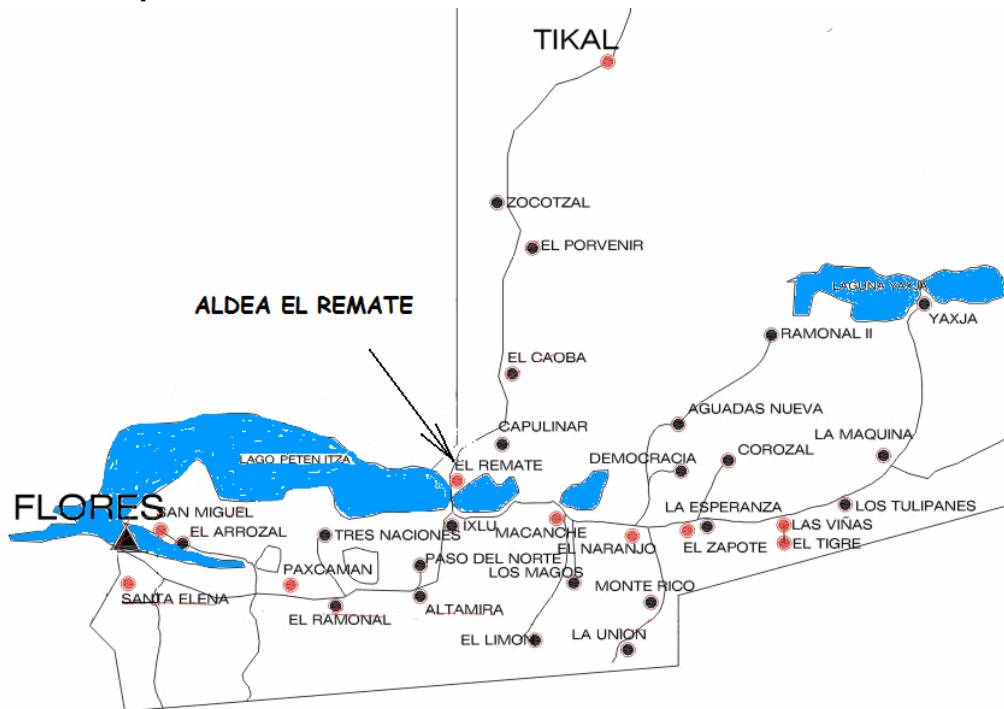 TIKAL
ZOCOTZAL
EL PORVENIR
LAGUNA YAXJA
ALDEA EL REMATE
YAXJA
RAMONAL II
EL CAOBA
AGUADAS NUEVA
CAPULINAR
LA MAQUINA
LAGO PETEN ITZA
EL REMATE
DEMOCRACIA
COROZAL
FLORES
SAN MIGUEL
LA ESPERANZA
LOS TULIPANES
EL ARROZAL
TRES NACIONES
IXLU
MACANCHE
LAS VIÑAS
EL NARANJO
EL ZAPOTE
EL TIGRE
PASO DEL NORTE
LOS MAGOS
PAXCAMAN
MONTE RICO
SANTA ELENA
ALTAMIRA
EL RAMONAL
EL LIMON
LA UNION